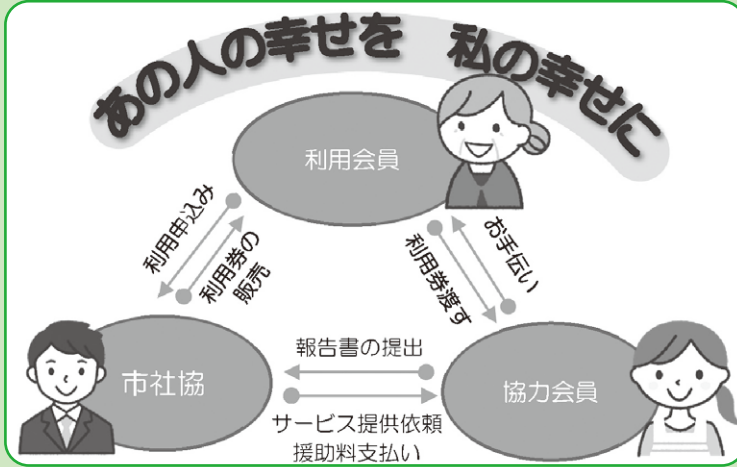 あの人の幸せを 私の幸せに
利用会員
利用申込み
利用券の
販売
利用券渡す
お手伝い
市社協
報告書の提出
サービス提供依頼
援助料支払い
協力会員